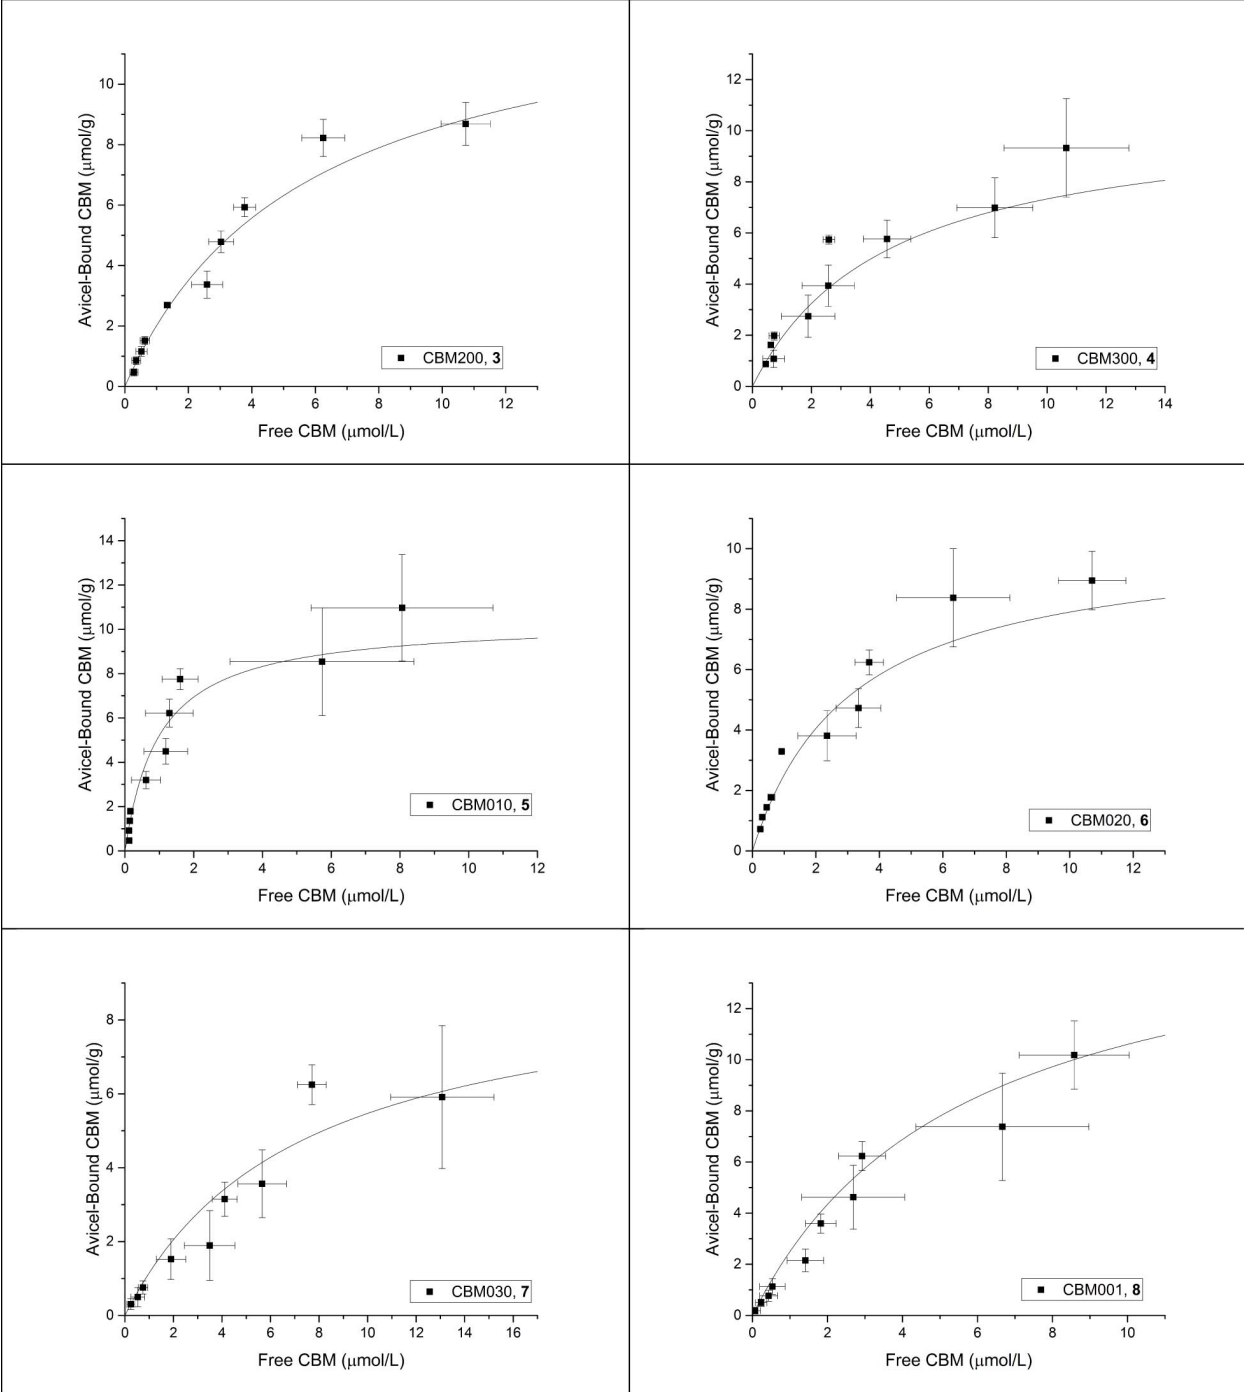 10
8
6
4
2
0
Avicel-Bound CBM (μmol/g)
CBM200, 3
0 2 4 6 8 10 12
Free CBM (μmol/L)
12
10
8
6
4
2
0
Avicel-Bound CBM (μmol/g)
CBM300, 4
0 2 4 6 8 10 12 14
Free CBM (μmol/L)
14
12
10
8
6
4
2
0
Avicel-Bound CBM (μmol/g)
CBM010, 5
0 2 4 6 8 10 12
Free CBM (μmol/L)
10
8
6
4
2
0
Avicel-Bound CBM (μmol/g)
CBM020, 6
0 2 4 6 8 10 12
Free CBM (μmol/L)
8
6
4
2
0
Avicel-Bound CBM (μmol/g)
CBM030, 7
0 2 4 6 8 10 12 14 16
Free CBM (μmol/L)
12
10
8
6
4
2
0
Avicel-Bound CBM (μmol/g)
CBM001, 8
0 2 4 6 8 10
Free CBM (μmol/L)